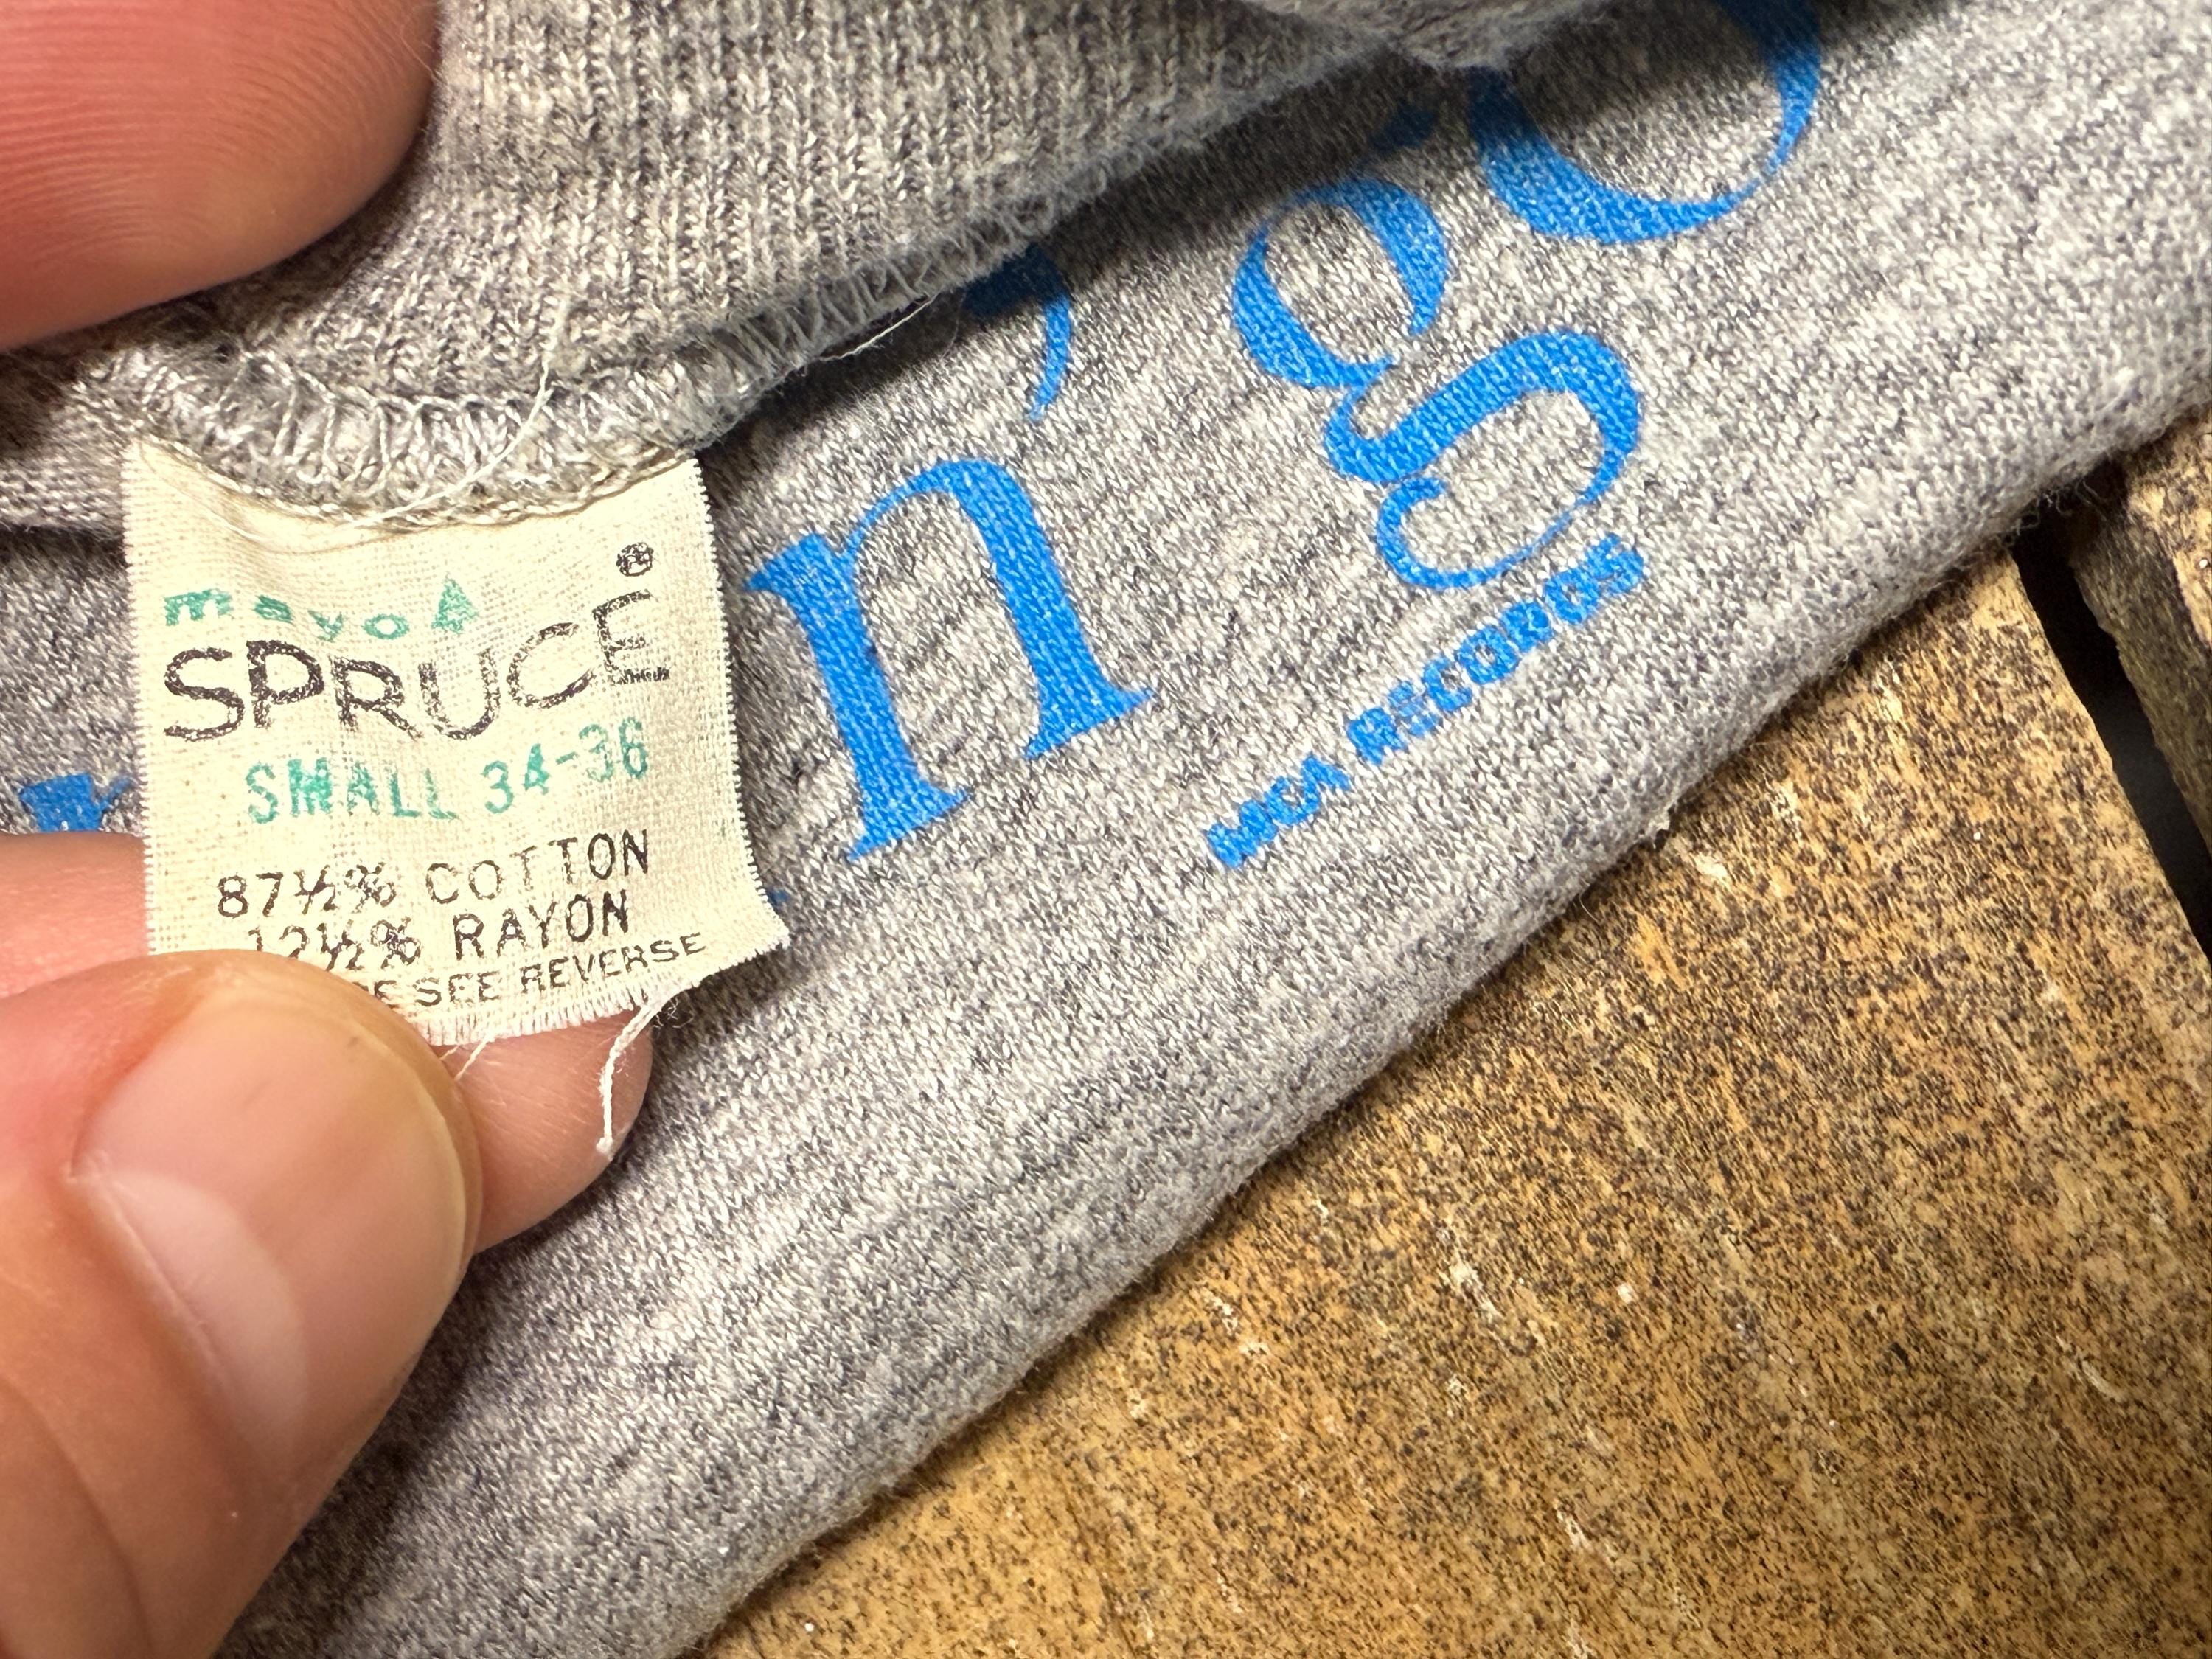 mayo
SPRUCE®
SMALL 34-36
87½% COTTON
12½% RAYON
SEE REVERSE
n
g
MCA RECORDS